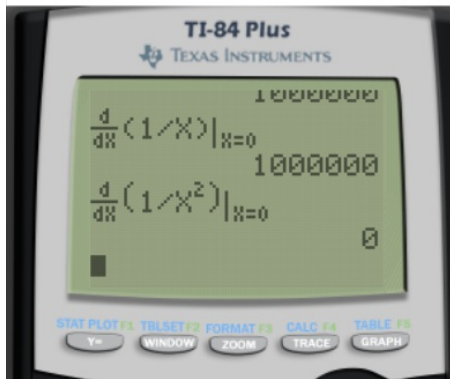 TI-84 Plus
TEXAS INSTRUMENTS
1000000
d/dX(1/X)|X=0
1000000
d/dX(1/X²)|X=0
0
STAT PLOT F1 TBLSET F2 FORMAT F3 CALC F4 TABLE F5
Y= WINDOW ZOOM TRACE GRAPH